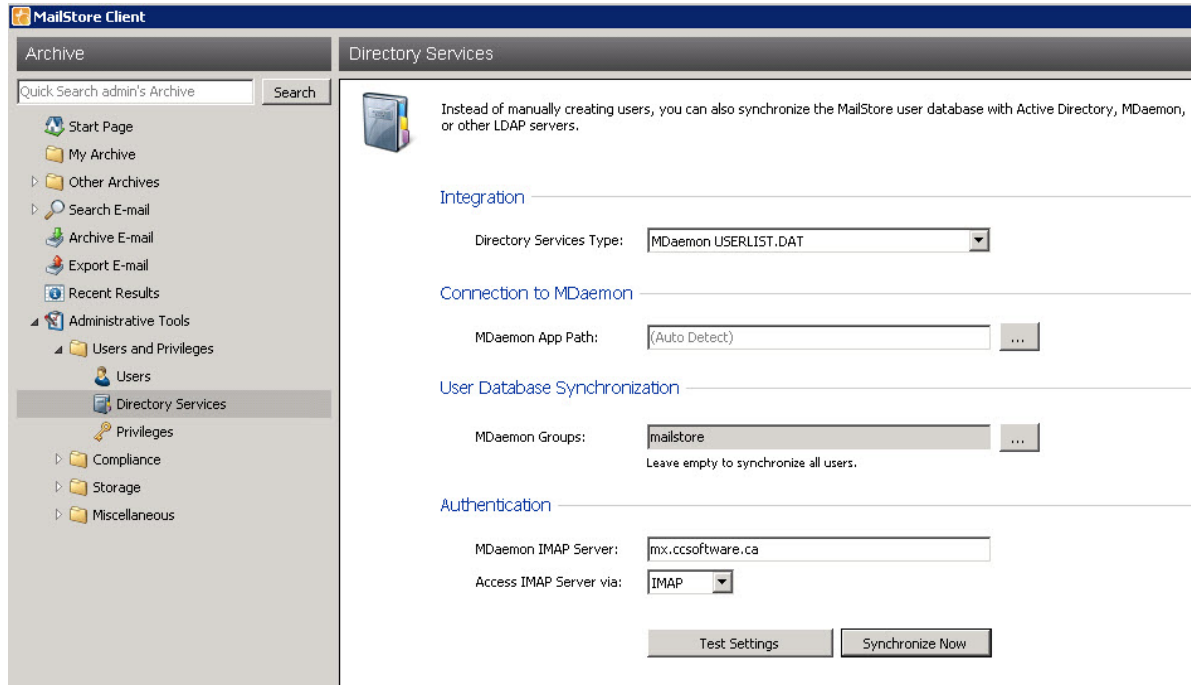 MailStore Client
Archive
Quick Search admin's Archive
Search
Start Page
My Archive
Other Archives
Search E-mail
Archive E-mail
Export E-mail
Recent Results
Administrative Tools
Users and Privileges
Users
Directory Services
Privileges
Compliance
Storage
Miscellaneous
Directory Services
Instead of manually creating users, you can also synchronize the MailStore user database with Active Directory, MDaemon,
or other LDAP servers.
Integration
Directory Services Type: MDaemon USERLIST.DAT
Connection to MDaemon
MDaemon App Path: (Auto Detect) ...
User Database Synchronization
MDaemon Groups: mailstore ...
Leave empty to synchronize all users.
Authentication
MDaemon IMAP Server: mx.ccsoftware.ca
Access IMAP Server via: IMAP
Test Settings Synchronize Now